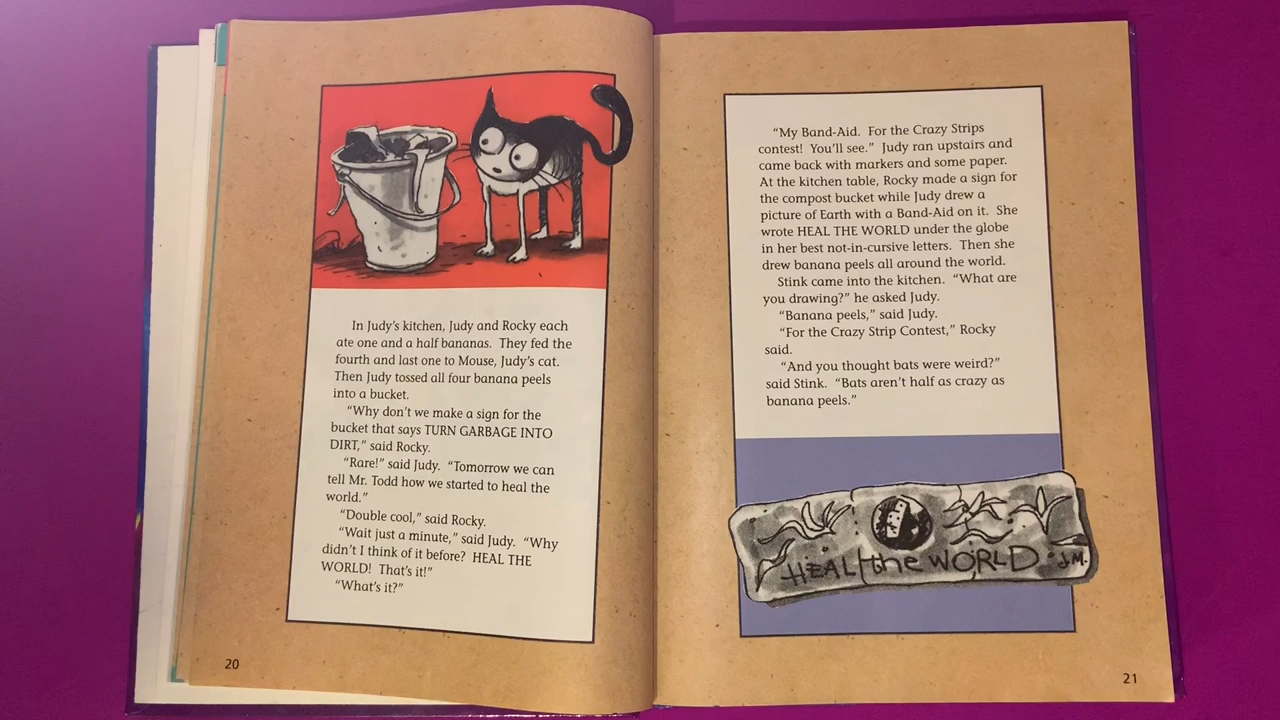 In Judy's kitchen, Judy and Rocky each
ate one and a half bananas. They fed the
fourth and last one to Mouse, Judy's cat.
Then Judy tossed all four banana peels
into a bucket.
"Why don't we make a sign for the
bucket that says TURN GARBAGE INTO
DIRT," said Rocky.
"Rare!" said Judy. "Tomorrow we can
tell Mr. Todd how we started to heal the
world."
"Double cool," said Rocky.
"Wait just a minute," said Judy. "Why
didn't I think of it before? HEAL THE
WORLD! That's it!"
"What's it?"
20
"My Band-Aid. For the Crazy Strips
contest! You'll see." Judy ran upstairs and
came back with markers and some paper.
At the kitchen table, Rocky made a sign for
the compost bucket while Judy drew a
picture of Earth with a Band-Aid on it. She
wrote HEAL THE WORLD under the globe
in her best not-in-cursive letters. Then she
drew banana peels all around the world.
Stink came into the kitchen. "What are
you drawing?" he asked Judy.
"Banana peels," said Judy.
"For the Crazy Strip Contest," Rocky
said.
"And you thought bats were weird?"
said Stink. "Bats aren't half as crazy as
banana peels."
HEAL the WORLD J.M.
21